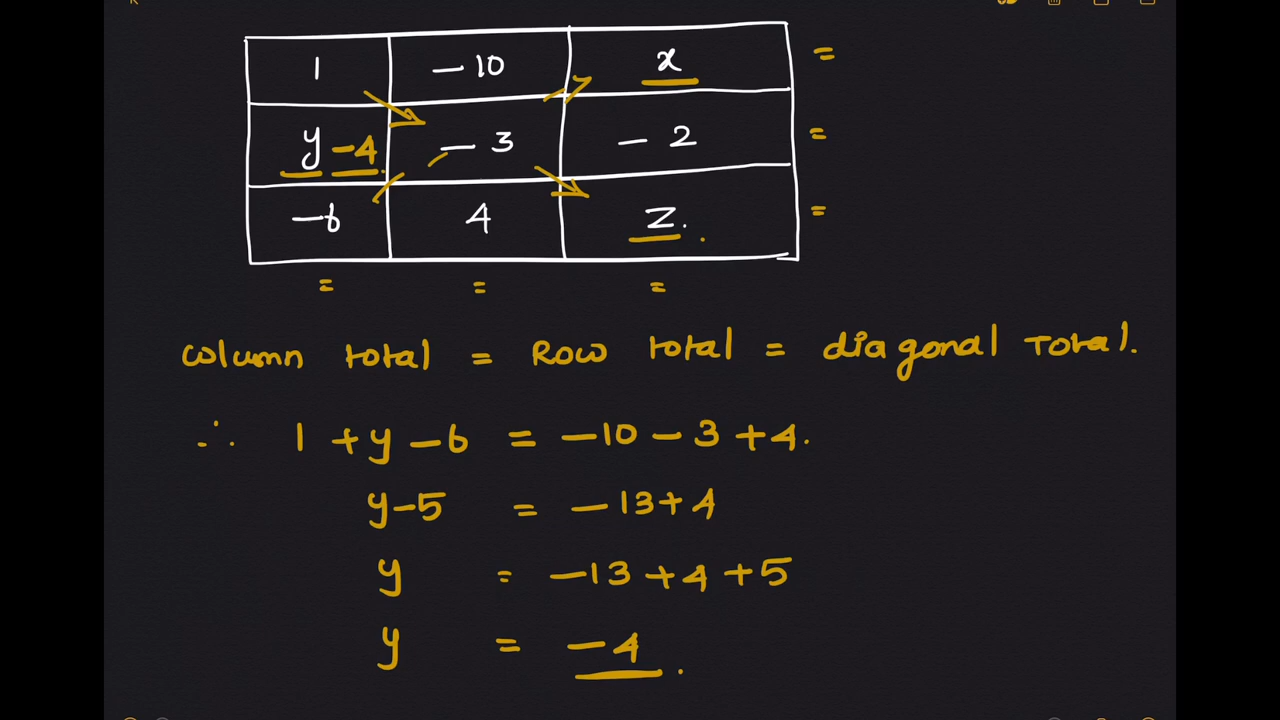 1 -10 x
y -4 -3 -2
-6 4 z.
= = =
= = =
column total = Row total = diagonal Total.
∴ 1 + y - 6 = -10 - 3 + 4.
y - 5 = -13 + 4
y = -13 + 4 + 5
y = -4.